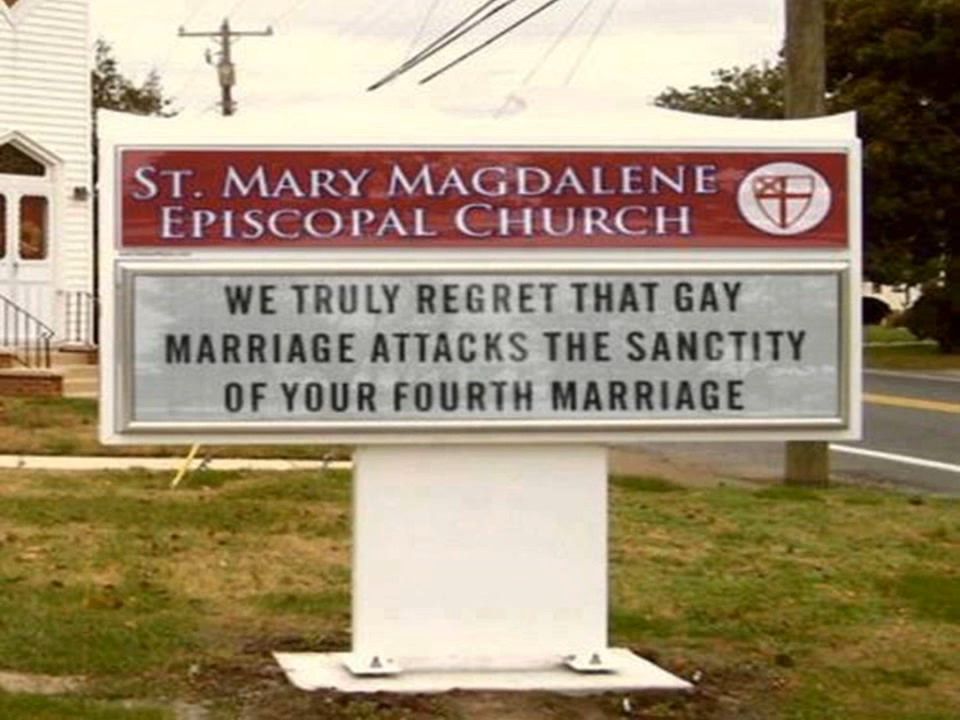 ST. MARY MAGDALENE
EPISCOPAL CHURCH
WE TRULY REGRET THAT GAY
MARRIAGE ATTACKS THE SANCTITY
OF YOUR FOURTH MARRIAGE